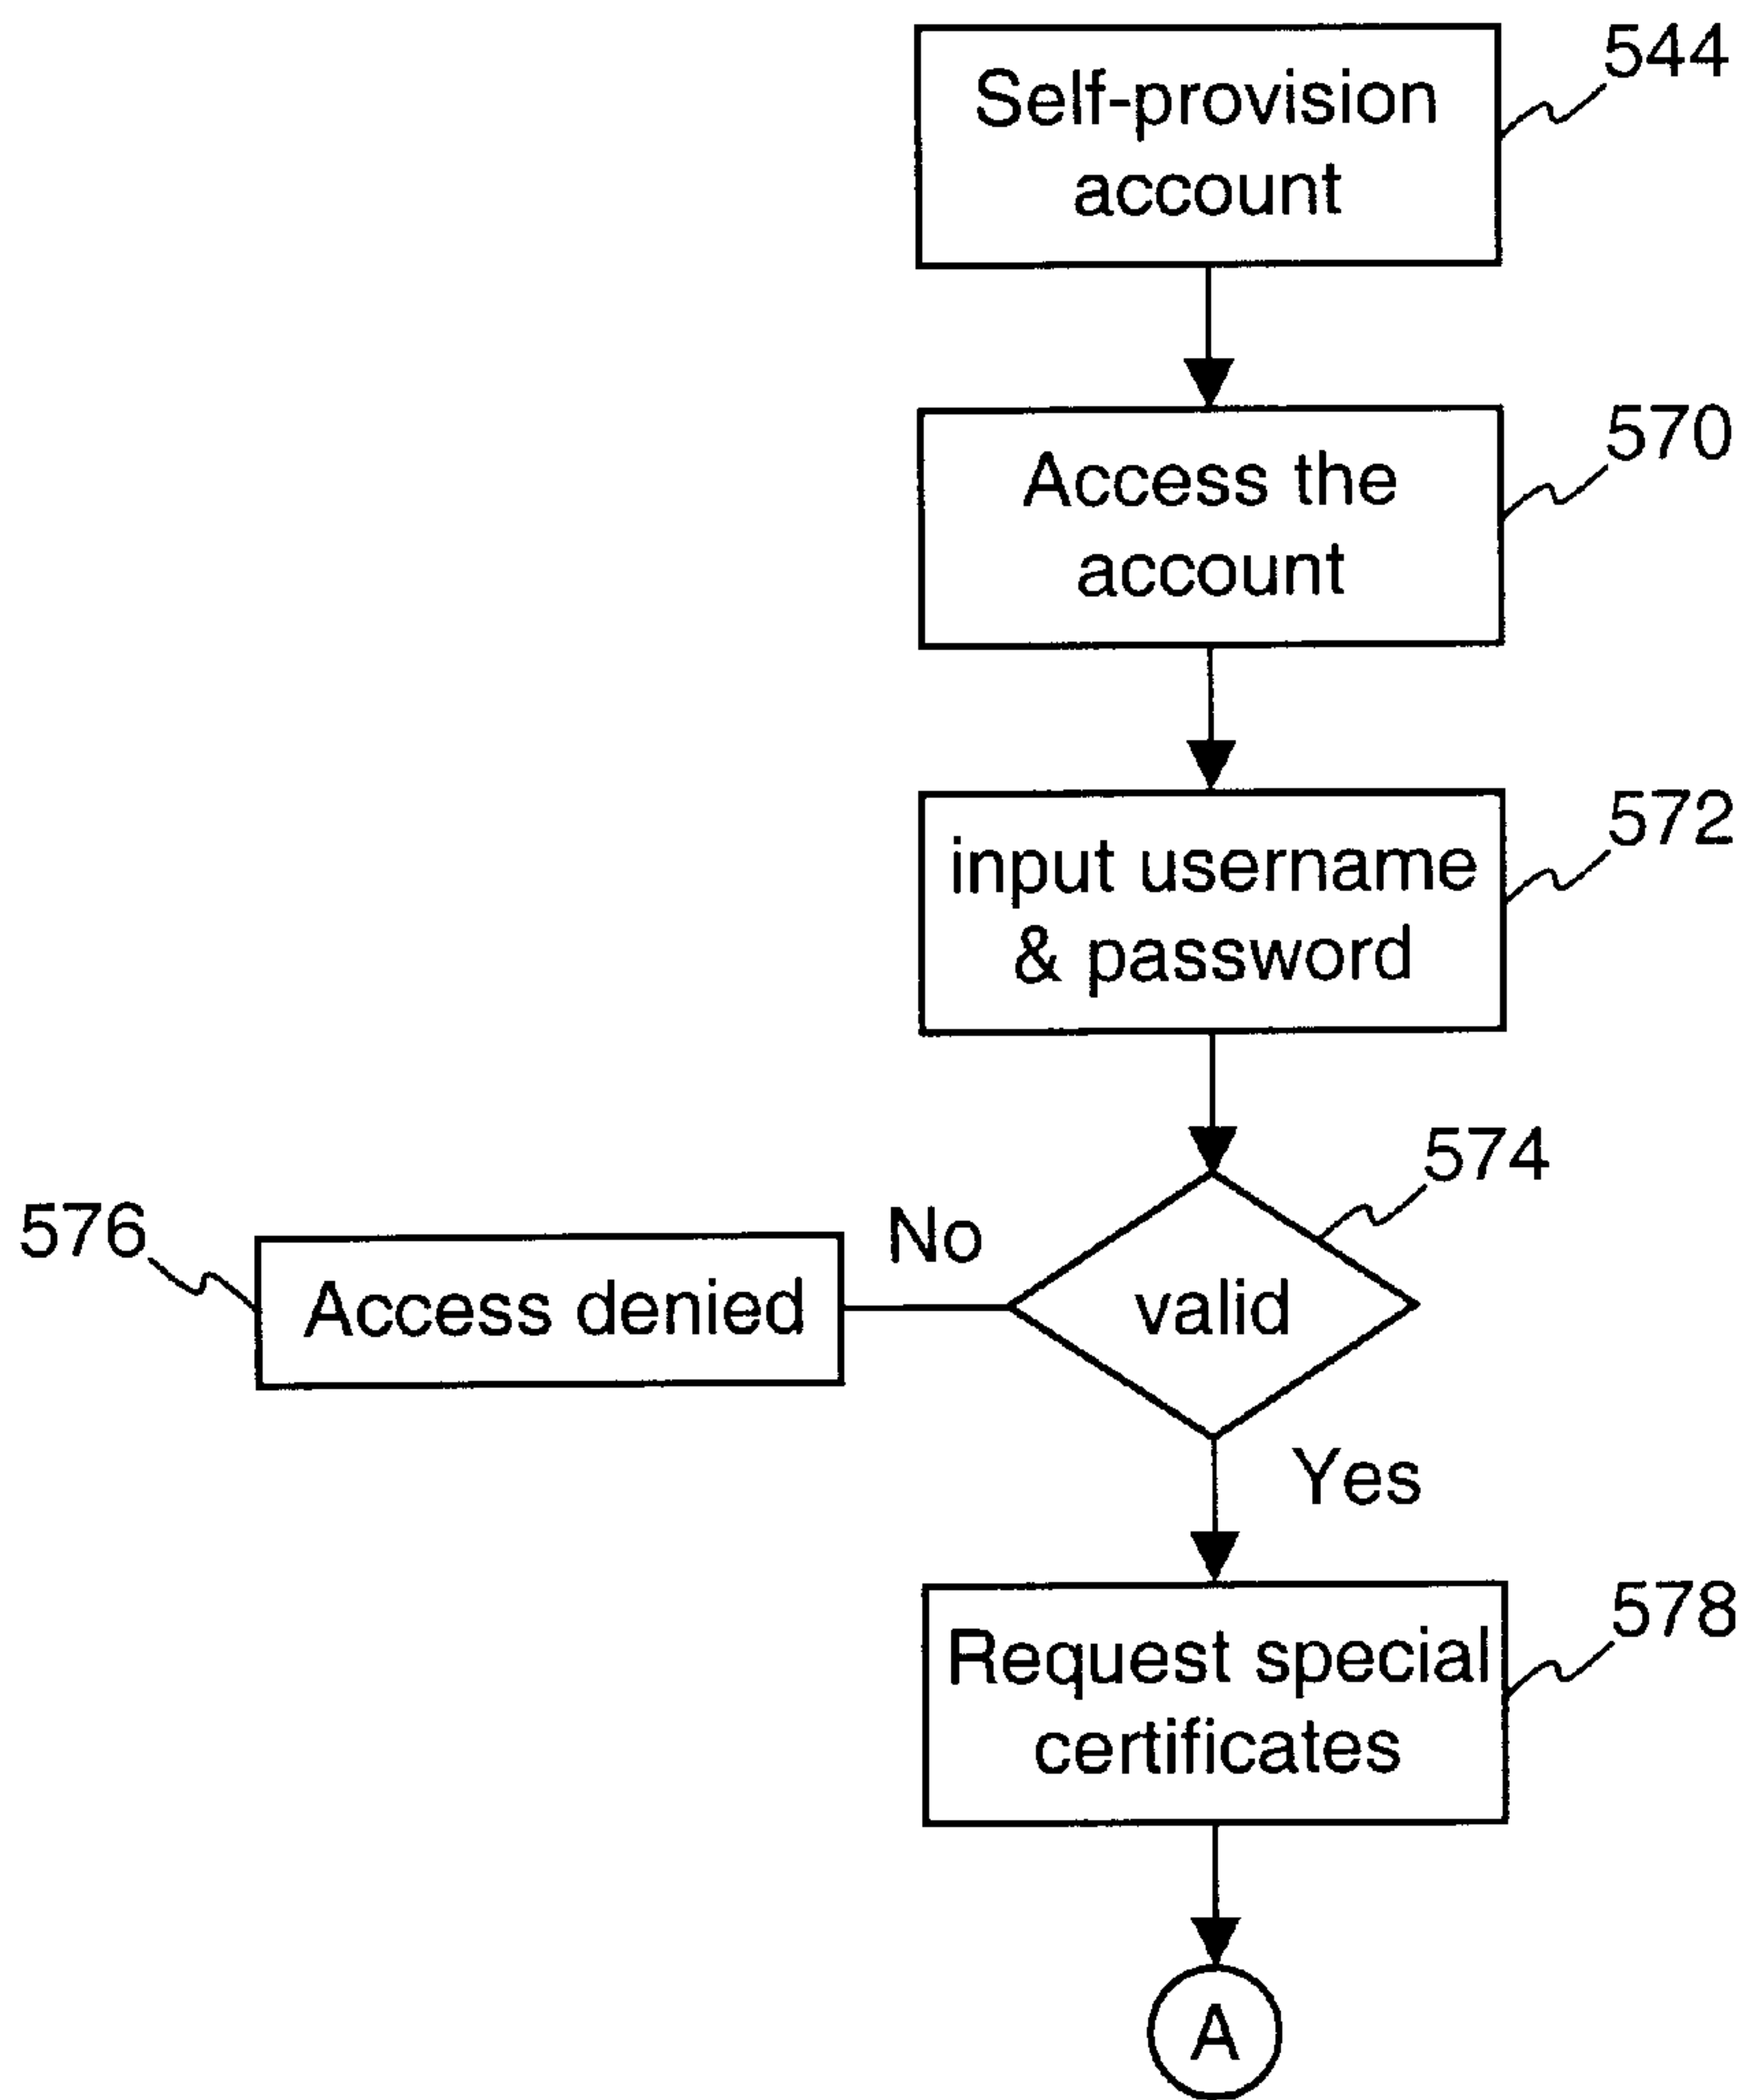 544
Self-provision
account
570
Access the
account
572
input username
& password
574
valid
No
576
Access denied
Yes
578
Request special
certificates
A